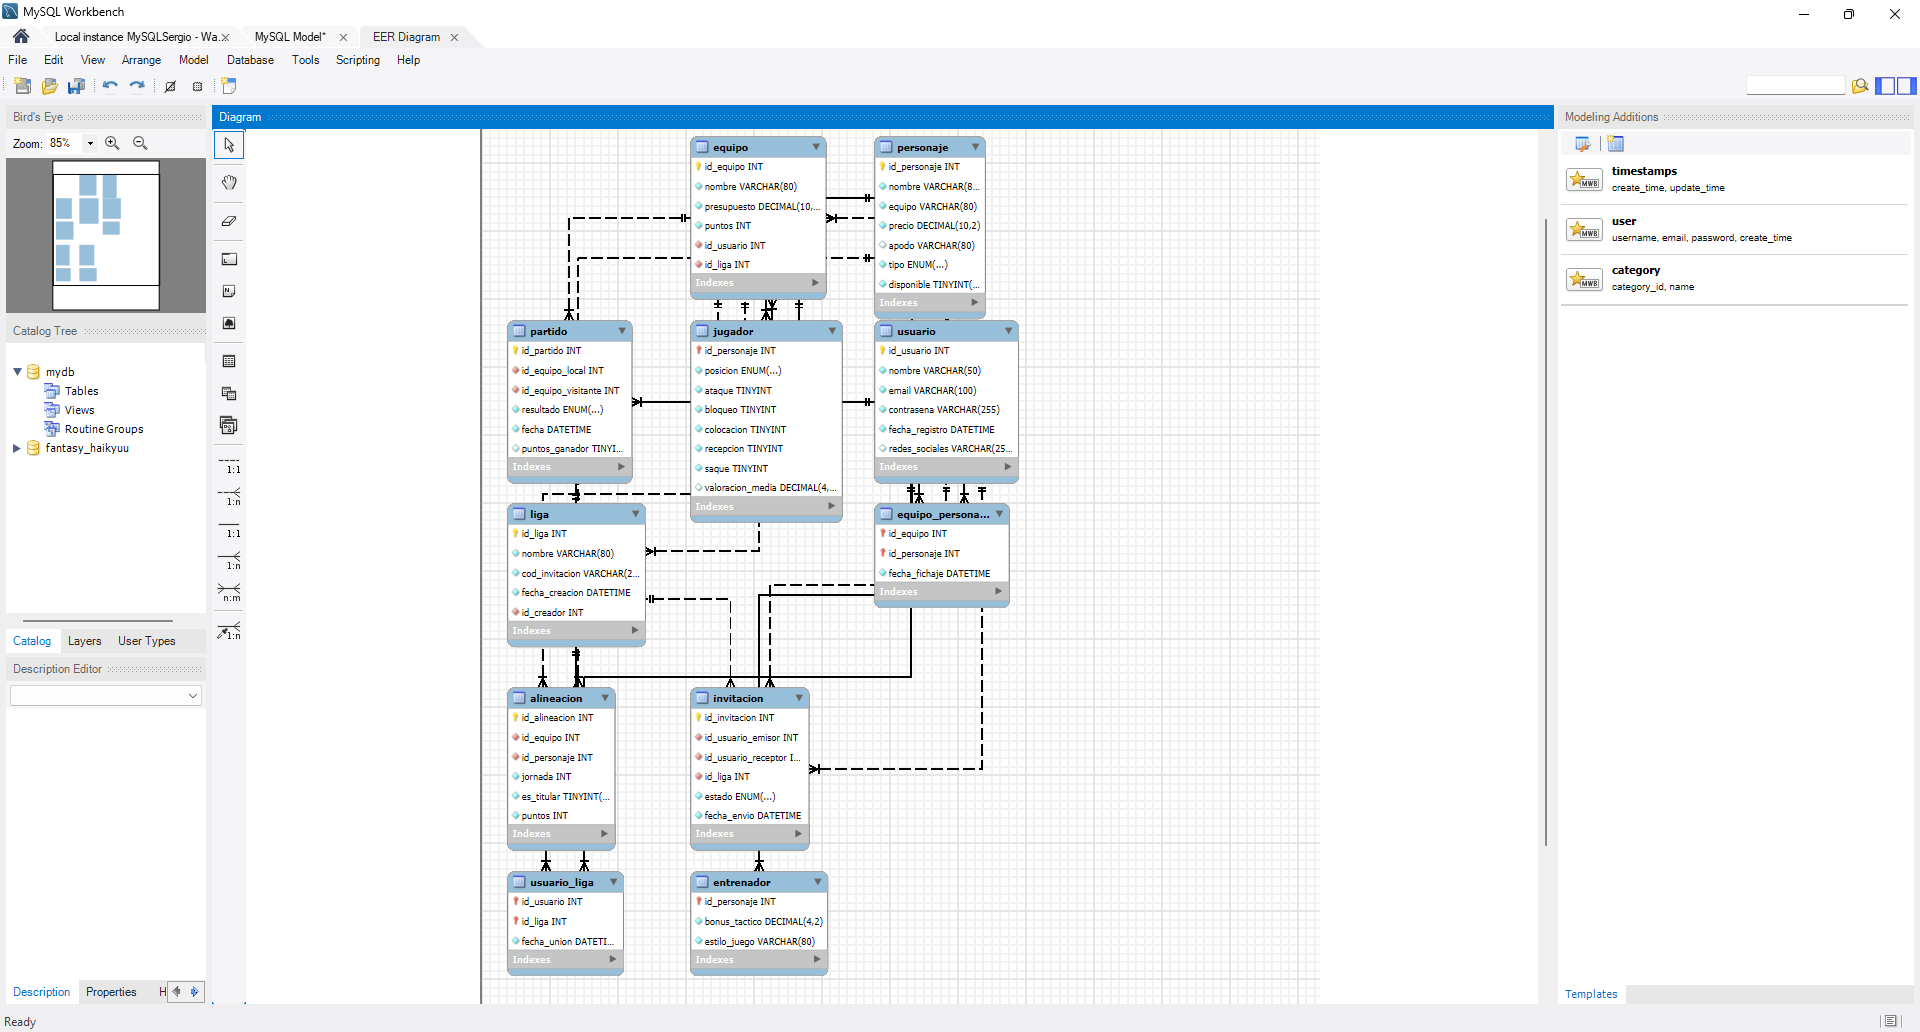 MySQL Workbench
Local instance MySQLSergio - Wa...
MySQL Model*
EER Diagram
File Edit View Arrange Model Database Tools Scripting Help
Bird's Eye
Zoom: 85%
Catalog Tree
mydb
Tables
Views
Routine Groups
fantasy_haikyuu
Catalog Layers User Types
Description Editor
Description Properties H
Ready
Diagram
1:1
1:n
1:1
1:n
n:m
1:n
equipo
id_equipo INT
nombre VARCHAR(80)
presupuesto DECIMAL(10,...
puntos INT
id_usuario INT
id_liga INT
Indexes
personaje
id_personaje INT
nombre VARCHAR(8...
equipo VARCHAR(80)
precio DECIMAL(10,2)
apodo VARCHAR(80)
tipo ENUM(...)
disponible TINYINT(...
Indexes
partido
id_partido INT
id_equipo_local INT
id_equipo_visitante INT
resultado ENUM(...)
fecha DATETIME
puntos_ganador TINYI...
Indexes
jugador
id_personaje INT
posicion ENUM(...)
ataque TINYINT
bloqueo TINYINT
colocacion TINYINT
recepcion TINYINT
saque TINYINT
valoracion_media DECIMAL(4,...
Indexes
usuario
id_usuario INT
nombre VARCHAR(50)
email VARCHAR(100)
contrasena VARCHAR(255)
fecha_registro DATETIME
redes_sociales VARCHAR(25...
Indexes
liga
id_liga INT
nombre VARCHAR(80)
cod_invitacion VARCHAR(2...
fecha_creacion DATETIME
id_creador INT
Indexes
equipo_persona...
id_equipo INT
id_personaje INT
fecha_fichaje DATETIME
Indexes
alineacion
id_alineacion INT
id_equipo INT
id_personaje INT
jornada INT
es_titular TINYINT(...
puntos INT
Indexes
invitacion
id_invitacion INT
id_usuario_emisor INT
id_usuario_receptor I...
id_liga INT
estado ENUM(...)
fecha_envio DATETIME
Indexes
usuario_liga
id_usuario INT
id_liga INT
fecha_union DATETI...
Indexes
entrenador
id_personaje INT
bonus_tactico DECIMAL(4,2)
estilo_juego VARCHAR(80)
Indexes
Modeling Additions
MWB
timestamps
create_time, update_time
MWB
user
username, email, password, create_time
MWB
category
category_id, name
Templates